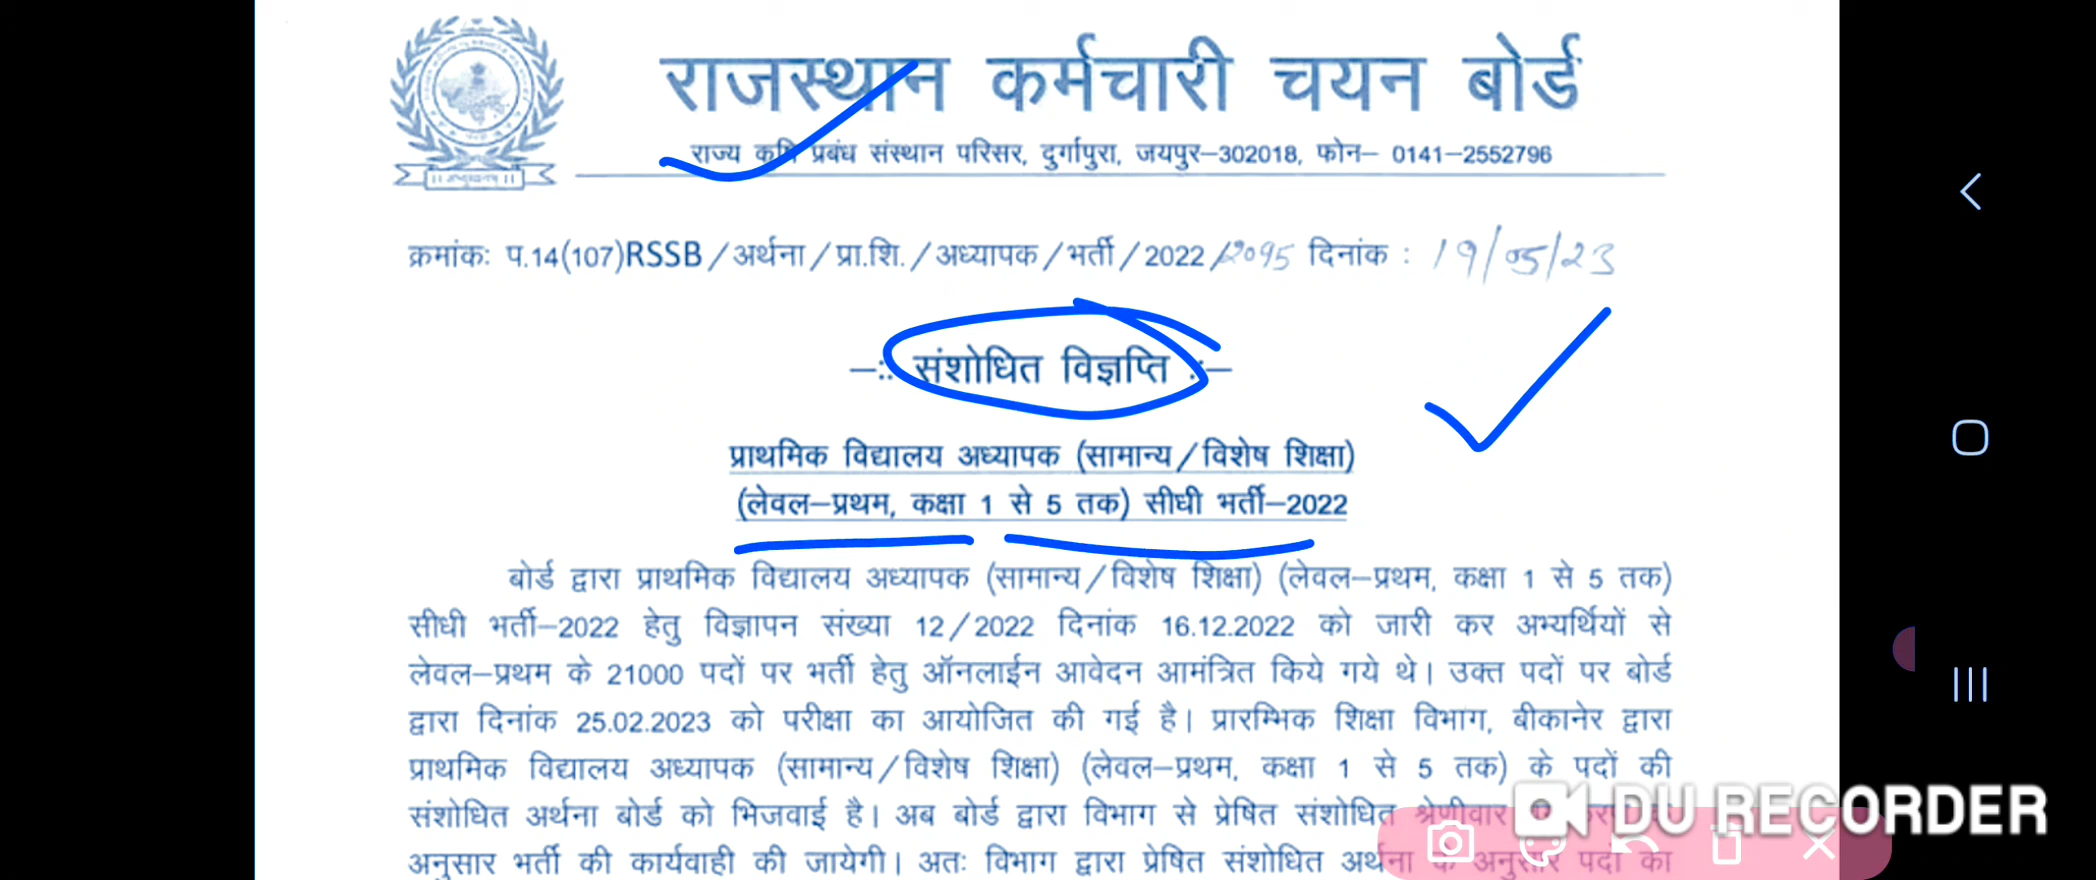 राजस्थान कर्मचारी चयन बोर्ड
राज्य कृषि प्रबंध संस्थान परिसर, दुर्गापुरा, जयपुर–302018, फोन– 0141–2552796
क्रमांकः प.14(107)RSSB/अर्थना/प्रा.शि./अध्यापक/भर्ती/2022/2095 दिनांक : 19/05/23
–:: संशोधित विज्ञप्ति ::–
प्राथमिक विद्यालय अध्यापक (सामान्य/विशेष शिक्षा)
(लेवल–प्रथम, कक्षा 1 से 5 तक) सीधी भर्ती–2022
बोर्ड द्वारा प्राथमिक विद्यालय अध्यापक (सामान्य/विशेष शिक्षा) (लेवल–प्रथम, कक्षा 1 से 5 तक)
सीधी भर्ती–2022 हेतु विज्ञापन संख्या 12/2022 दिनांक 16.12.2022 को जारी कर अभ्यर्थियों से
लेवल–प्रथम के 21000 पदों पर भर्ती हेतु ऑनलाईन आवेदन आमंत्रित किये गये थे। उक्त पदों पर बोर्ड
द्वारा दिनांक 25.02.2023 को परीक्षा का आयोजित की गई है। प्रारम्भिक शिक्षा विभाग, बीकानेर द्वारा
प्राथमिक विद्यालय अध्यापक (सामान्य/विशेष शिक्षा) (लेवल–प्रथम, कक्षा 1 से 5 तक) के पदों की
संशोधित अर्थना बोर्ड को भिजवाई है। अब बोर्ड द्वारा विभाग से प्रेषित संशोधित श्रेणीवार
DU RECORDER
अनुसार भर्ती की कार्यवाही की जायेगी। अतः विभाग द्वारा प्रेषित संशोधित अर्थना के अनुसार पदों का